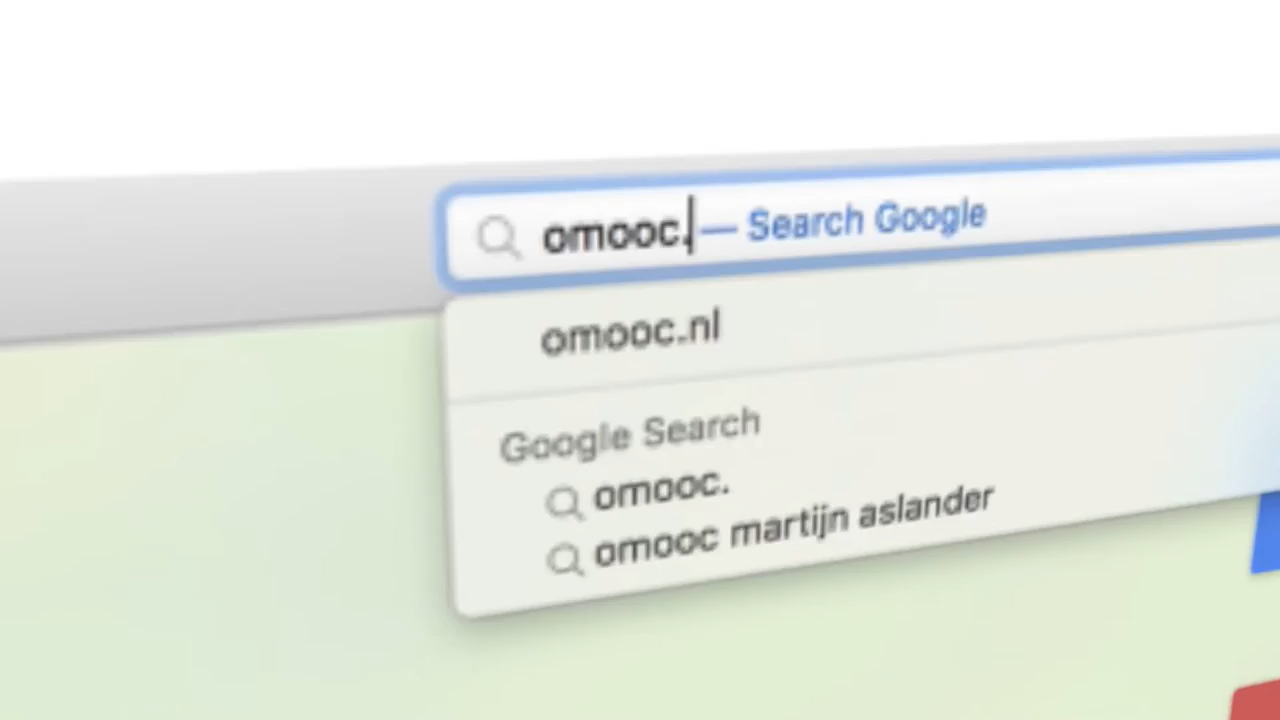 omooc. — Search Google
omooc.nl
Google Search
omooc.
omooc martijn aslander